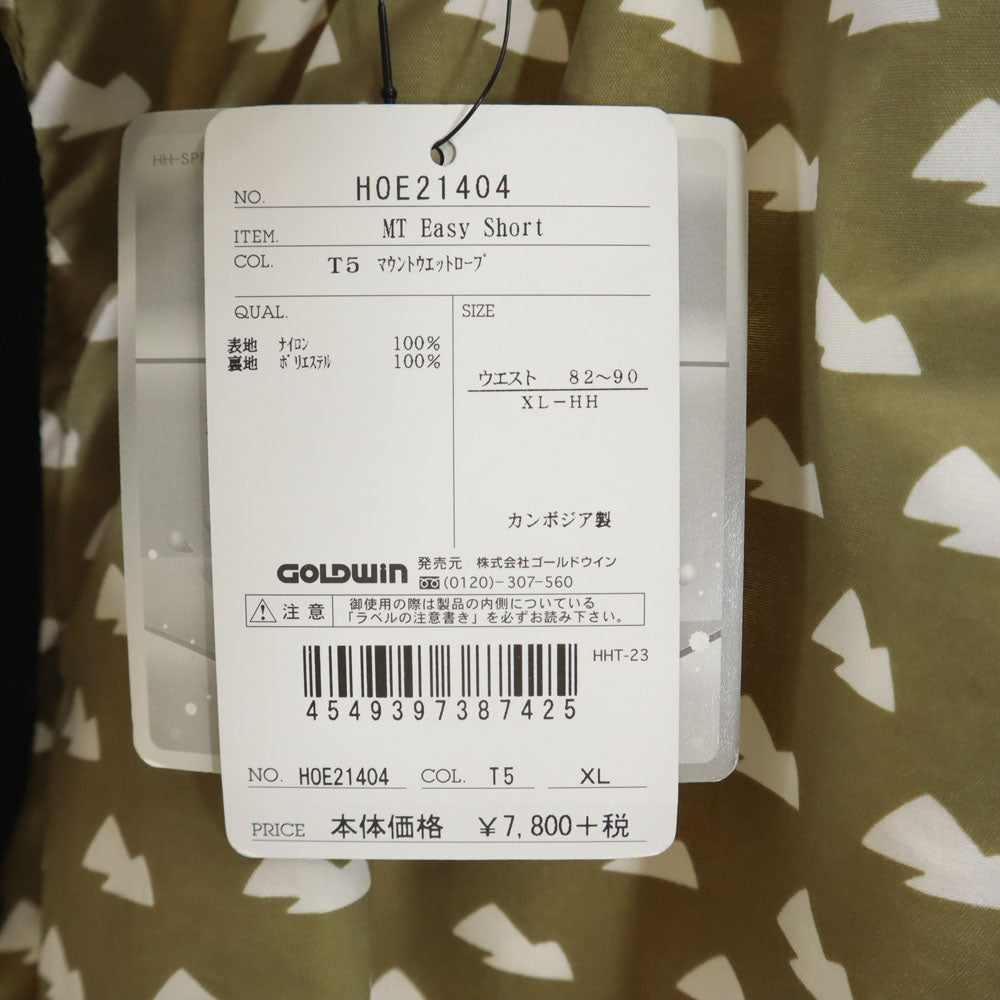 HH-SP
NO. HOE21404
ITEM. MT Easy Short
COL. T5 マウントウエットロープ
QUAL.
SIZE
表地 ナイロン 100%
裏地 ポリエステル 100%
ウエスト 82~90
XL-HH
カンボジア製
GOLDWIN 発売元 株式会社ゴールドウイン
(0120)-307-560
注意 御使用の際は製品の内側についている
「ラベルの注意書き」を必ずお読み下さい。
HHT-23
4549397387425
NO. HOE21404 COL. T5 XL
PRICE 本体価格 ¥7,800+税